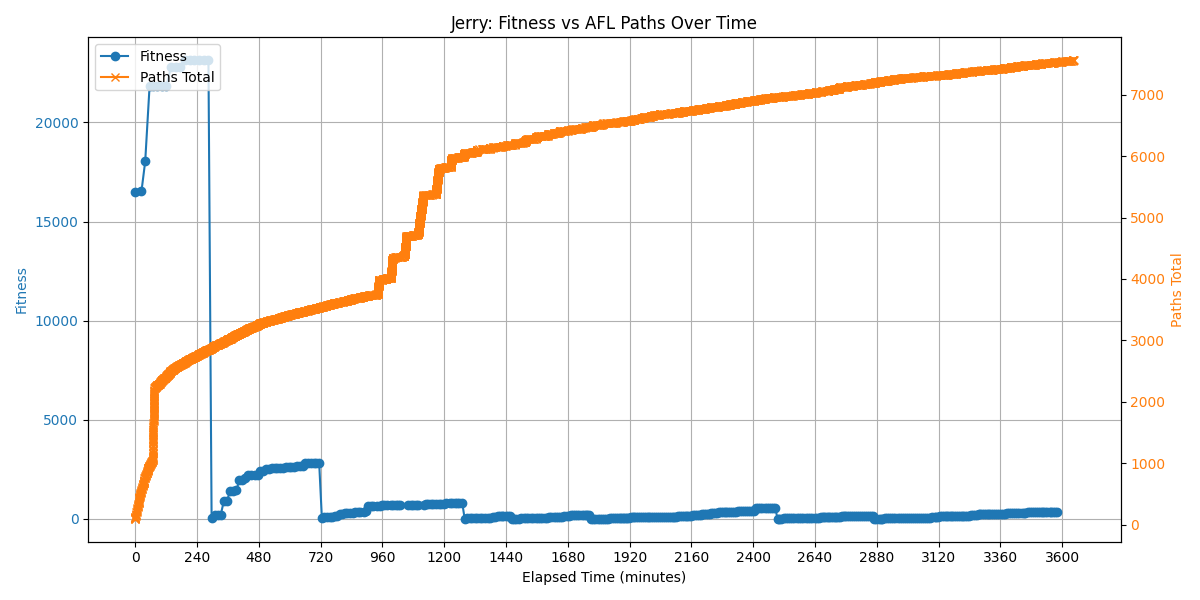 Jerry: Fitness vs AFL Paths Over Time
Fitness
Paths Total
20000
15000
10000
5000
0
Fitness
7000
6000
5000
4000
3000
2000
1000
0
Paths Total
0 240 480 720 960 1200 1440 1680 1920 2160 2400 2640 2880 3120 3360 3600
Elapsed Time (minutes)